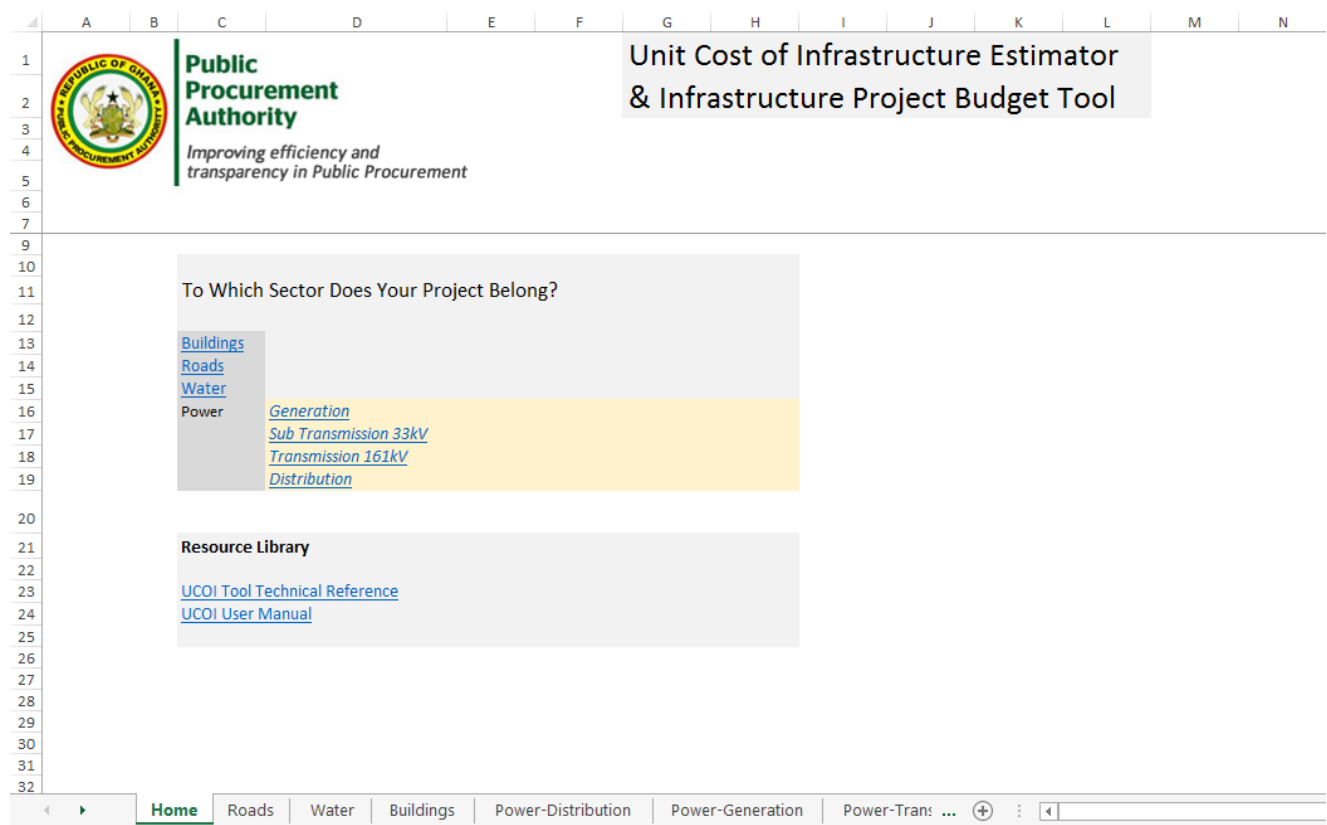 A B C D E F G H I J K L M N
1
2
3
4
5
6
7
9
10
11
12
13
14
15
16
17
18
19
20
21
22
23
24
25
26
27
28
29
30
31
32
REPUBLIC OF GHANA
PUBLIC PROCUREMENT AUTHORITY
Public
Procurement
Authority
Improving efficiency and
transparency in Public Procurement
Unit Cost of Infrastructure Estimator
& Infrastructure Project Budget Tool
To Which Sector Does Your Project Belong?
Buildings
Roads
Water
Power Generation
Sub Transmission 33kV
Transmission 161kV
Distribution
Resource Library
UCOI Tool Technical Reference
UCOI User Manual
Home Roads Water Buildings Power-Distribution Power-Generation Power-Trans ...